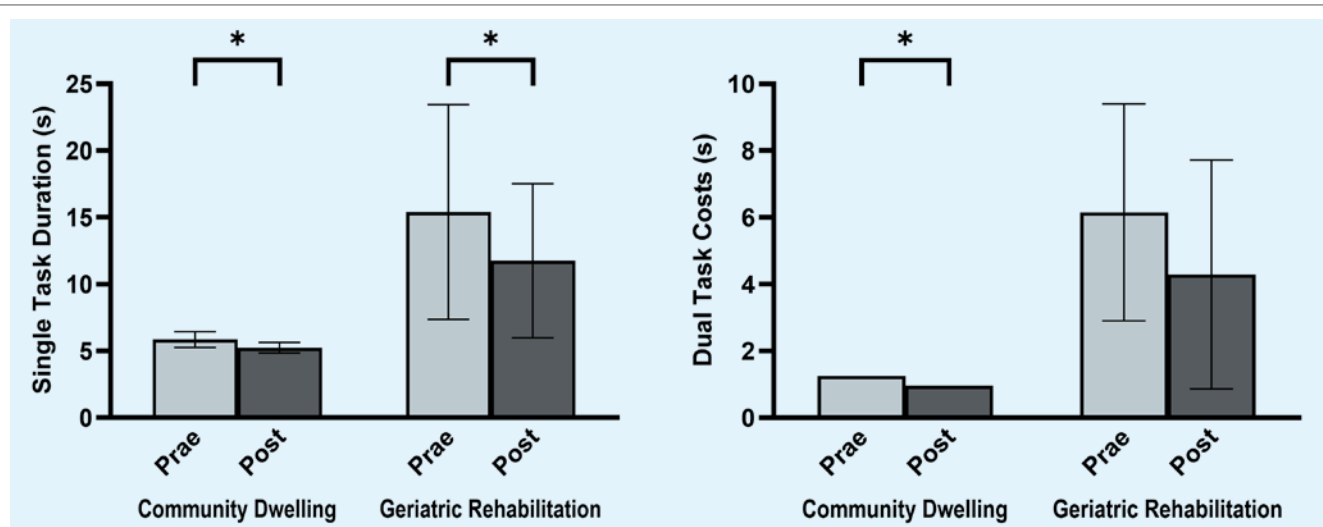 * * *
25 10
20 8
15 6
10 4
5 2
0 0
Single Task Duration (s)
Dual Task Costs (s)
Prae Post Prae Post Prae Post Prae Post
Community Dwelling Geriatric Rehabilitation Community Dwelling Geriatric Rehabilitation